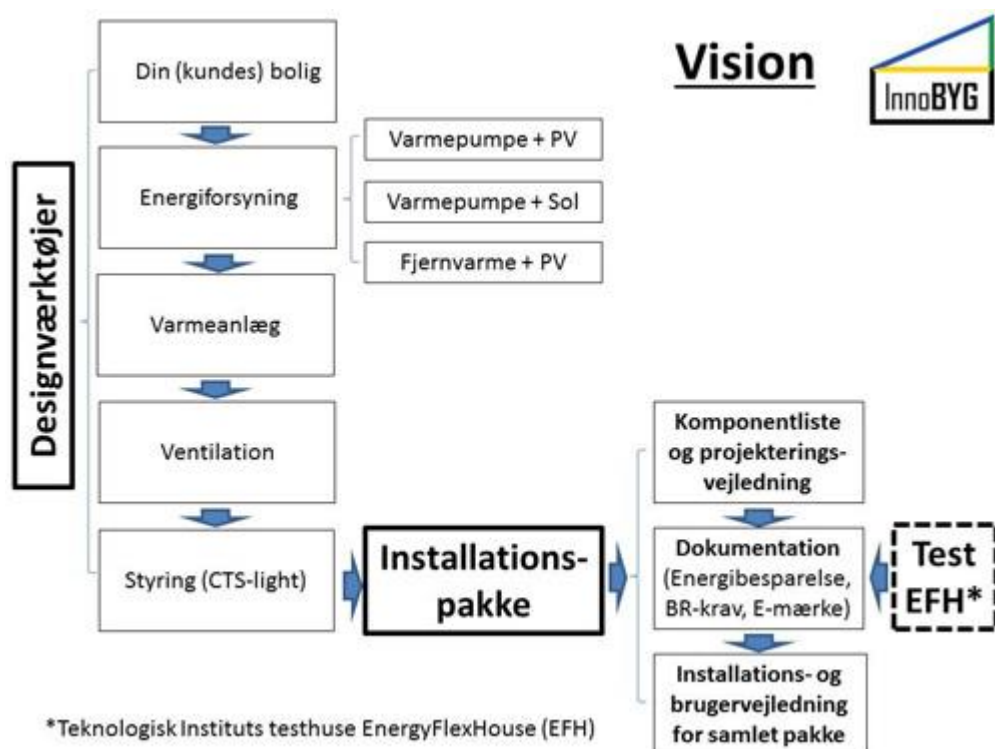 Vision
InnoBYG
Designværktøjer
Din (kundes) bolig
Energiforsyning
Varmepumpe + PV
Varmepumpe + Sol
Fjernvarme + PV
Varmeanlæg
Ventilation
Styring (CTS-light)
Installations-
pakke
Komponentliste
og projekterings-
vejledning
Dokumentation
(Energibesparelse,
BR-krav, E-mærke)
Installations- og
brugervejledning
for samlet pakke
Test
EFH*
*Teknologisk Instituts testhuse EnergyFlexHouse (EFH)